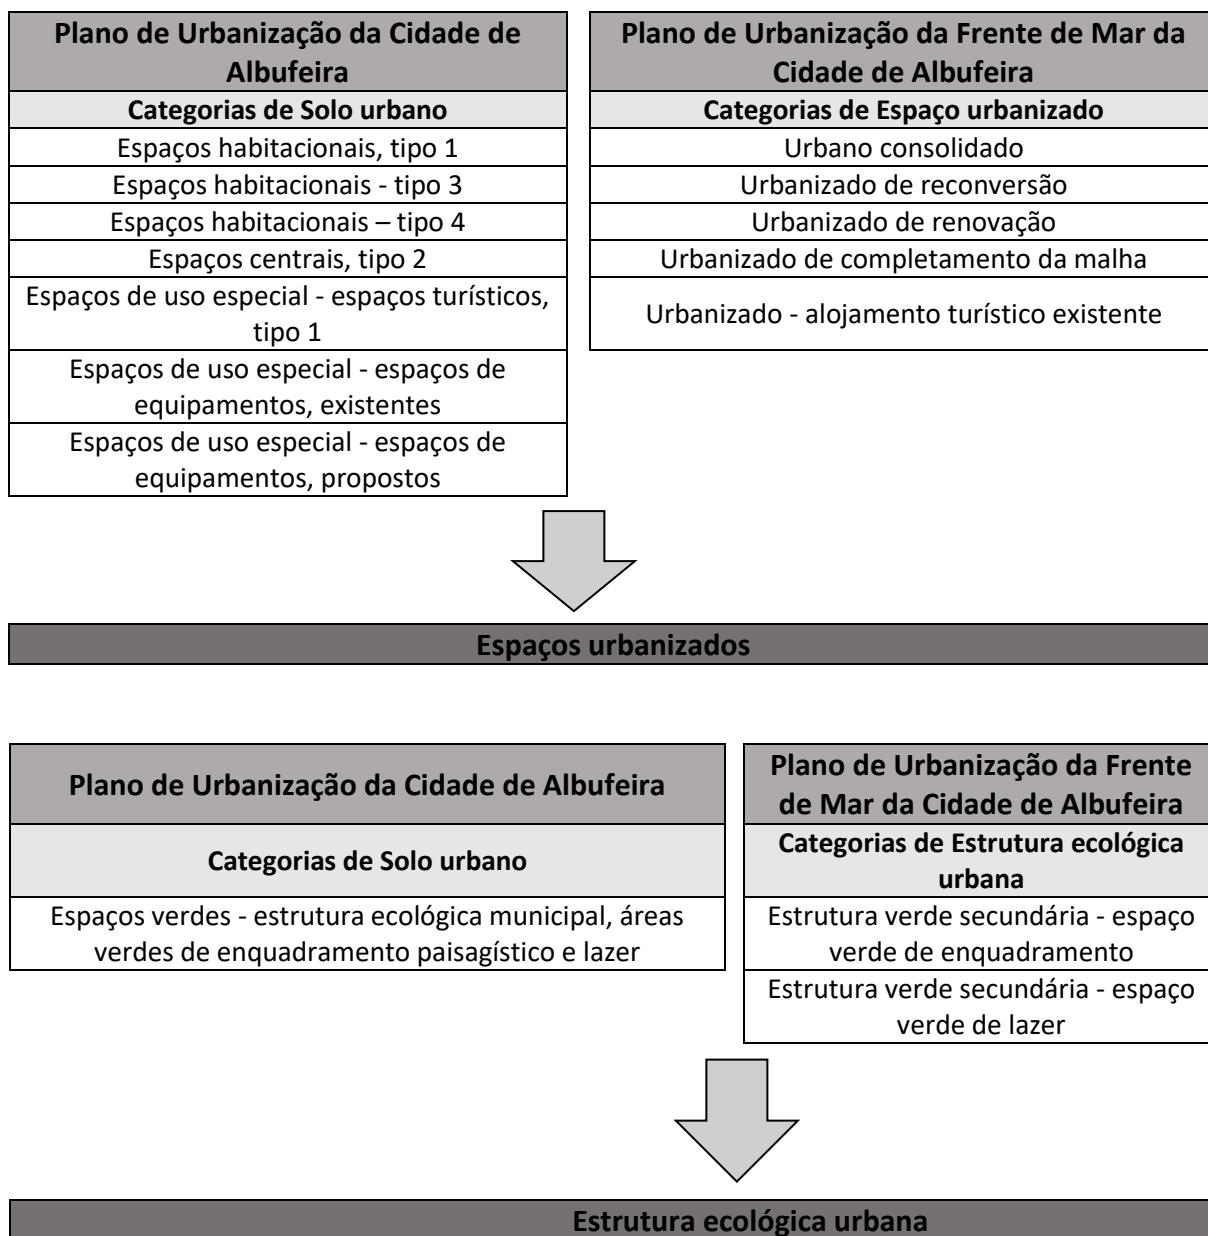 Plano de Urbanização da Cidade de
Albufeira
Categorias de Solo urbano
Espaços habitacionais, tipo 1
Espaços habitacionais - tipo 3
Espaços habitacionais – tipo 4
Espaços centrais, tipo 2
Espaços de uso especial - espaços turísticos,
tipo 1
Espaços de uso especial - espaços de
equipamentos, existentes
Espaços de uso especial - espaços de
equipamentos, propostos
Plano de Urbanização da Frente de Mar da
Cidade de Albufeira
Categorias de Espaço urbanizado
Urbano consolidado
Urbanizado de reconversão
Urbanizado de renovação
Urbanizado de completamento da malha
Urbanizado - alojamento turístico existente
Espaços urbanizados
Plano de Urbanização da Cidade de Albufeira
Categorias de Solo urbano
Espaços verdes - estrutura ecológica municipal, áreas
verdes de enquadramento paisagístico e lazer
Plano de Urbanização da Frente
de Mar da Cidade de Albufeira
Categorias de Estrutura ecológica
urbana
Estrutura verde secundária - espaço
verde de enquadramento
Estrutura verde secundária - espaço
verde de lazer
Estrutura ecológica urbana